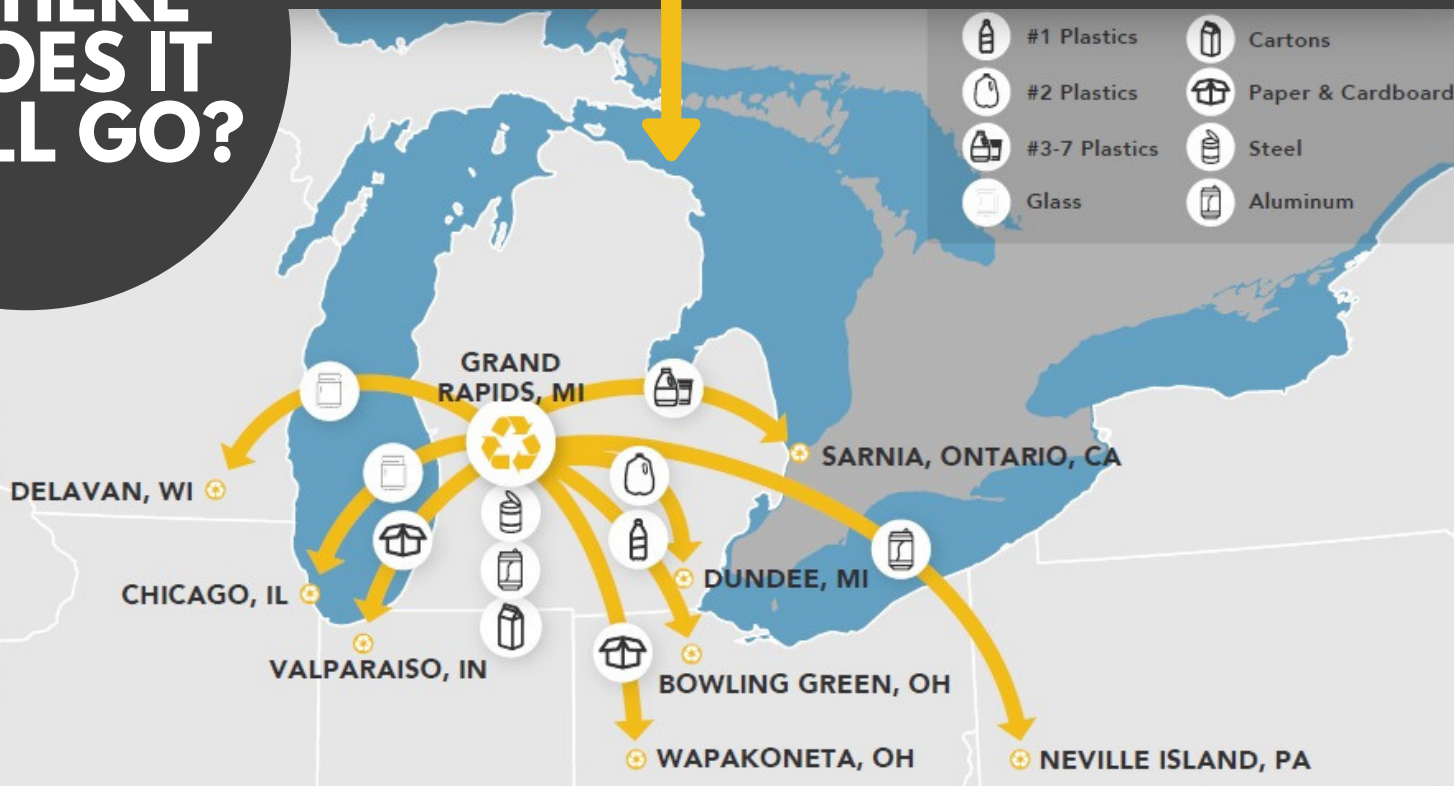 OES IT
LL GO?
#1 Plastics
Cartons
#2 Plastics
Paper & Cardboard
#3-7 Plastics
Steel
Glass
Aluminum
GRAND
RAPIDS, MI
SARNIA, ONTARIO, CA
DELAVAN, WI
DUNDEE, MI
CHICAGO, IL
VALPARAISO, IN
BOWLING GREEN, OH
WAPAKONETA, OH
NEVILLE ISLAND, PA